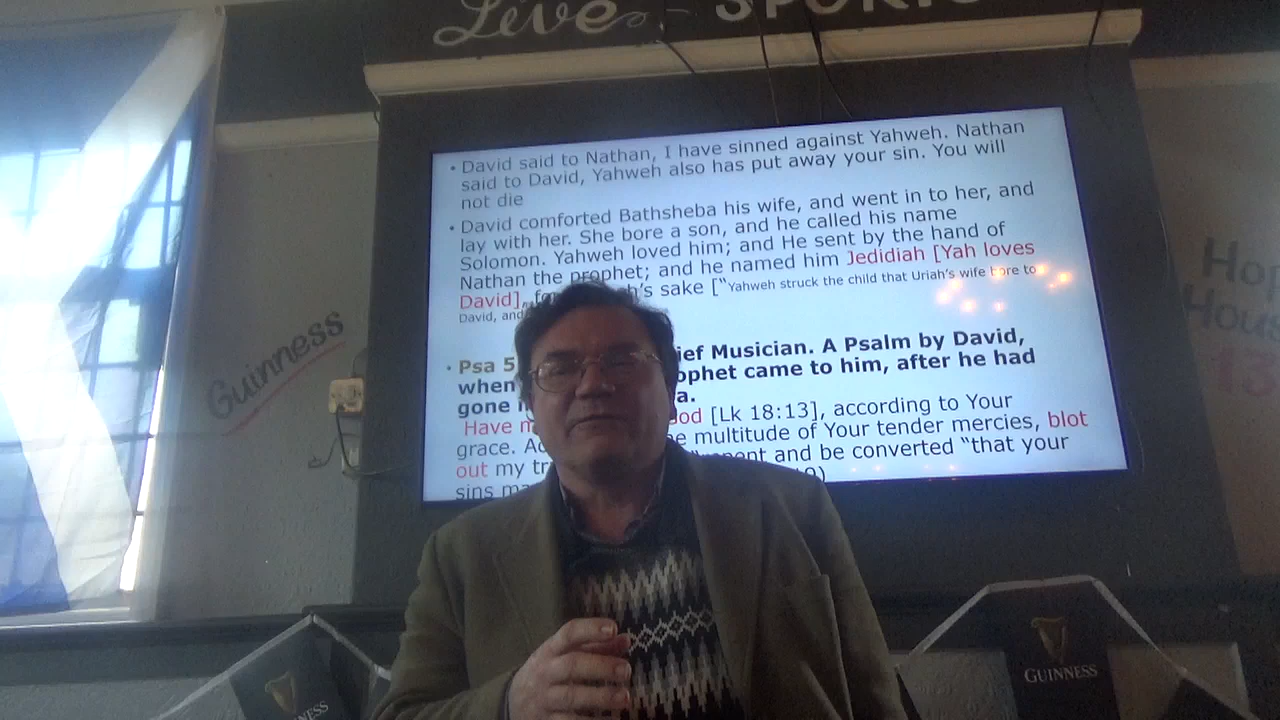 Live SPORTS
• David said to Nathan, I have sinned against Yahweh. Nathan
said to David, Yahweh also has put away your sin. You will
not die
• David comforted Bathsheba his wife, and went in to her, and
lay with her. She bore a son, and he called his name
Solomon. Yahweh loved him; and He sent by the hand of
Nathan the prophet; and he named him Jedidiah [Yah loves
David], h's sake ["Yahweh struck the child that Uriah's wife bore to
David, and
• Psa 5 ief Musician. A Psalm by David,
when ophet came to him, after he had
gone a.
Have m od [Lk 18:13], according to Your
grace. Ac e multitude of Your tender mercies, blot
out my tr and be converted "that your
sins ma
Guinness
Hop
Hous
13
GUINNESS
NESS